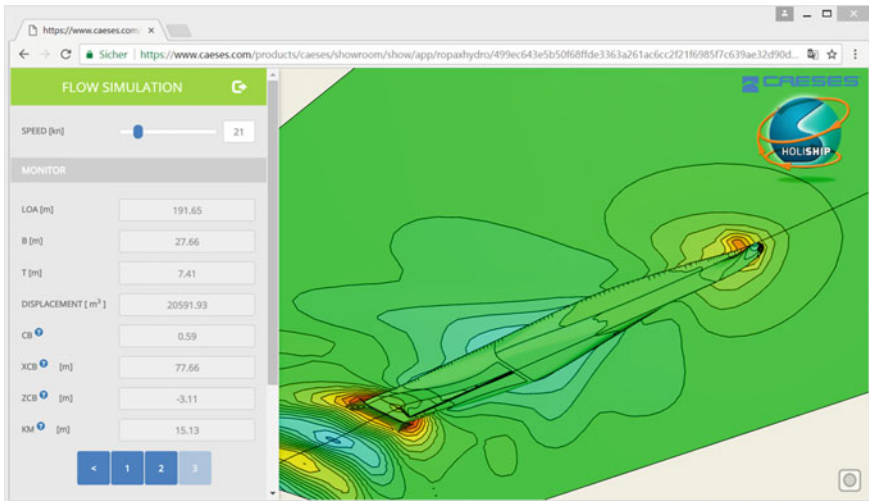 https://www.caeses.com
Sicher | https://www.caeses.com/products/caeses/showroom/show/app/ropaxhydro/499ec643e5b50f68ffde3363a261ac6cc2f21f6985f7c639ae32d90d...
FLOW SIMULATION
SPEED [kn] 21
MONITOR
LOA [m] 191.65
B [m] 27.66
T [m] 7.41
DISPLACEMENT [ m³ ] 20591.93
CB ? 0.59
XCB ? [m] 77.66
ZCB ? [m] -3.11
KM ? [m] 15.13
< 1 2 3
CAESES
HOLISHIP